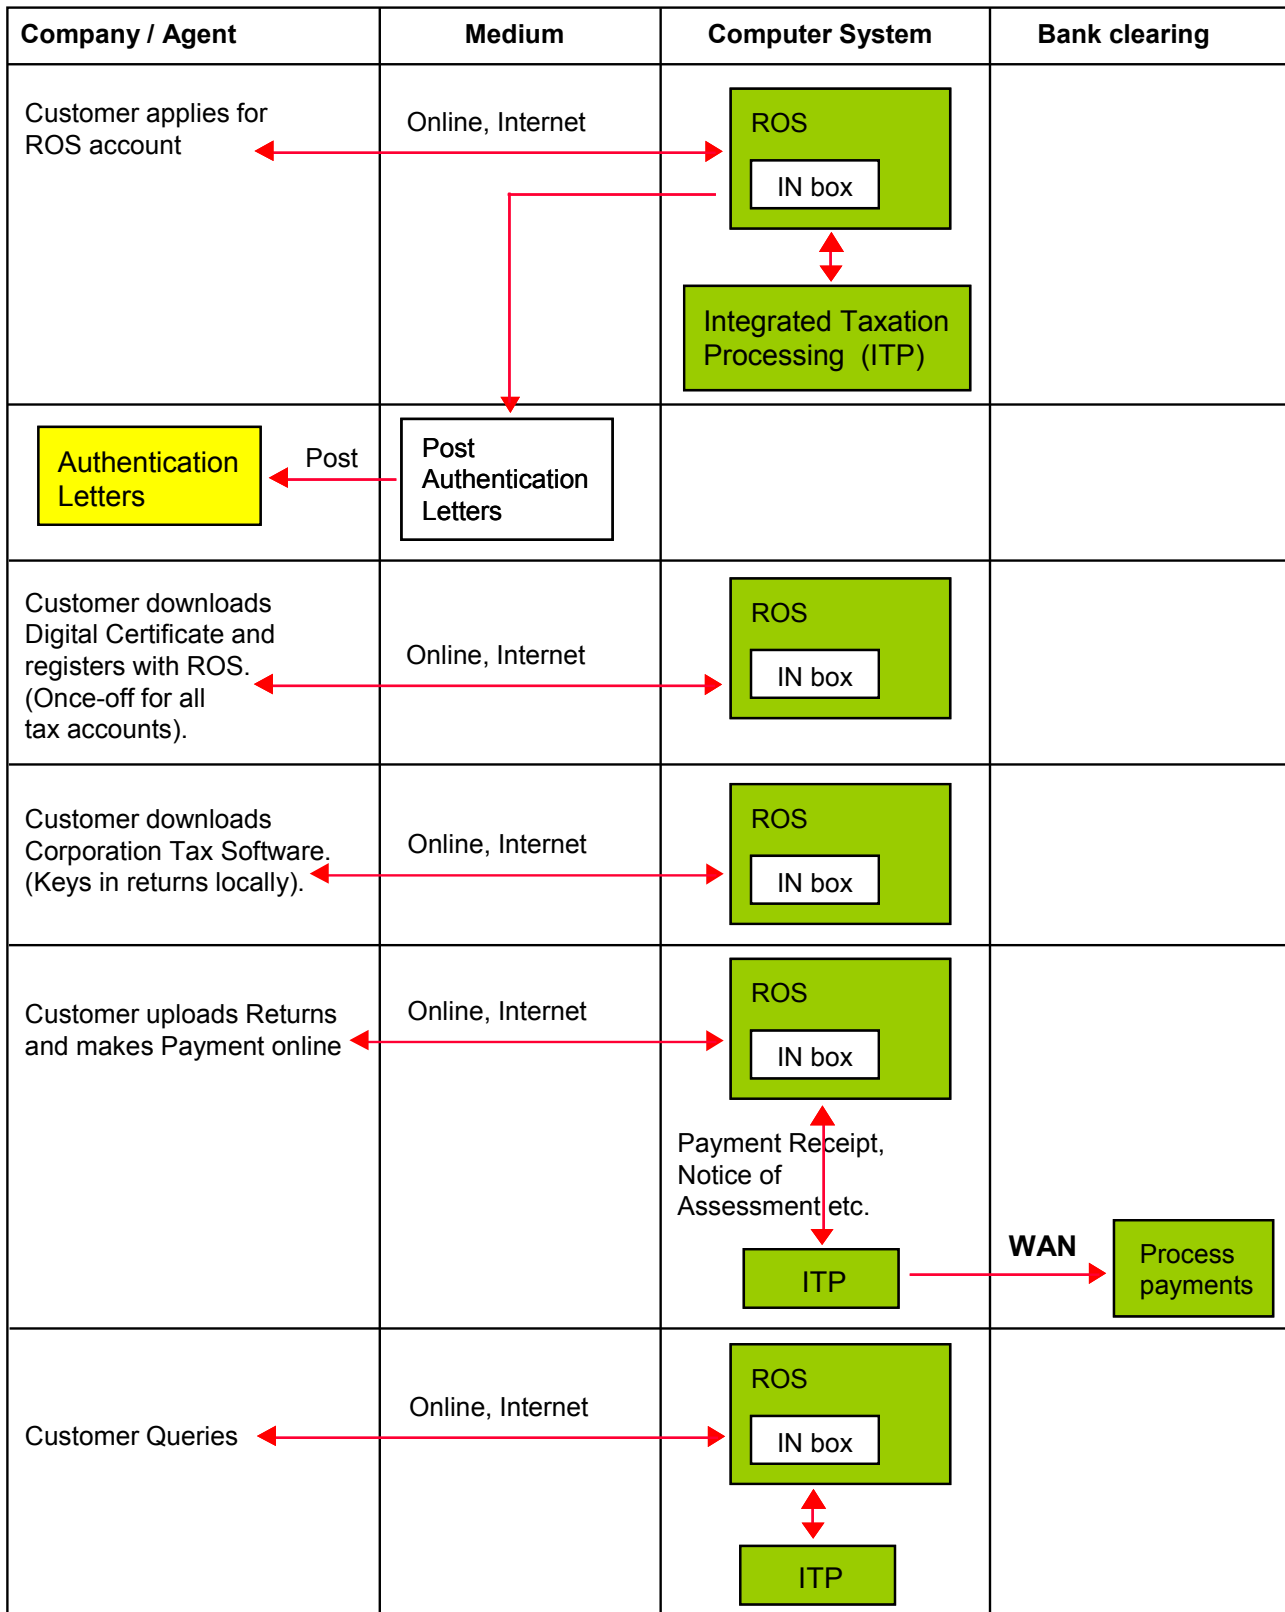 Company / Agent
Medium
Computer System
Bank clearing
Customer applies for
ROS account
Online, Internet
ROS
IN box
Integrated Taxation
Processing (ITP)
Authentication
Letters
Post
Post
Authentication
Letters
Customer downloads
Digital Certificate and
registers with ROS.
(Once-off for all
tax accounts).
Online, Internet
ROS
IN box
Customer downloads
Corporation Tax Software.
(Keys in returns locally).
Online, Internet
ROS
IN box
Customer uploads Returns
and makes Payment online
Online, Internet
ROS
IN box
Payment Receipt,
Notice of
Assessment etc.
ITP
WAN
Process
payments
Customer Queries
Online, Internet
ROS
IN box
ITP